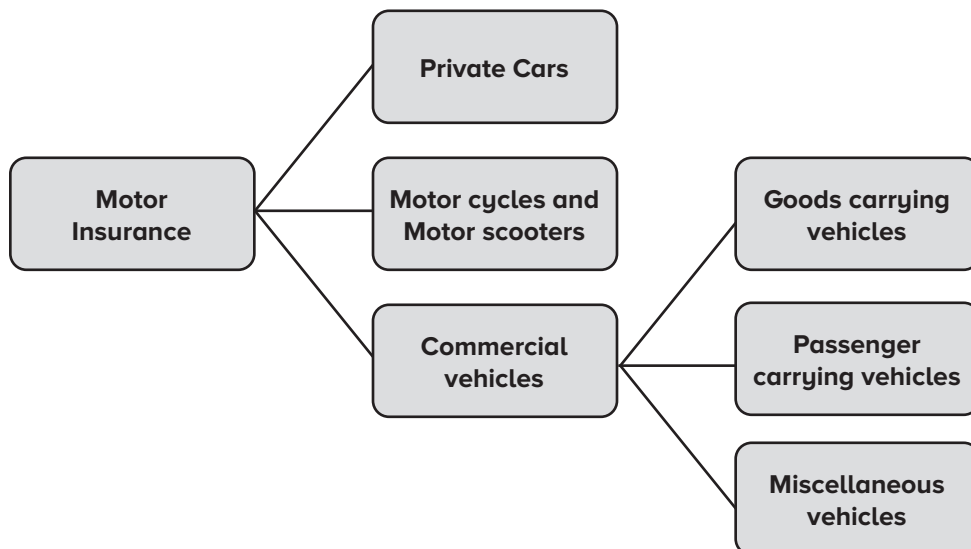 Private Cars
Motor
Insurance
Motor cycles and
Motor scooters
Goods carrying
vehicles
Commercial
vehicles
Passenger
carrying vehicles
Miscellaneous
vehicles